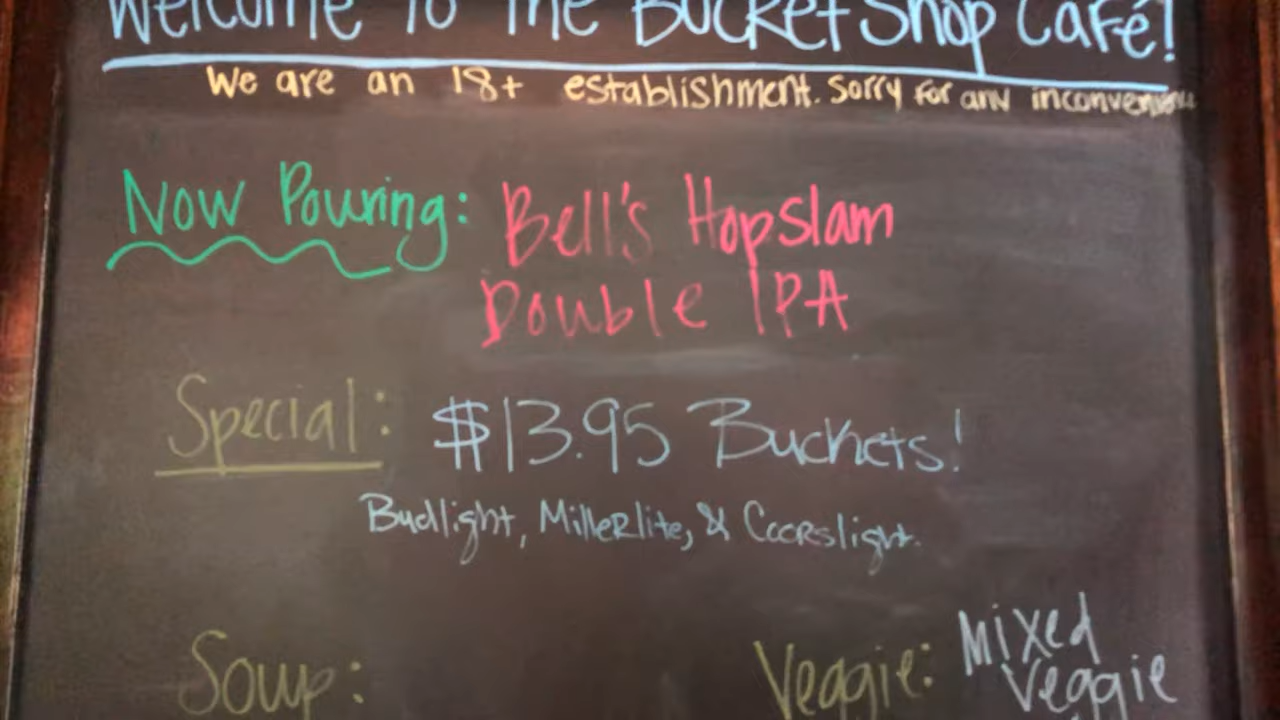 Welcome To The Bucket Shop Café!
We are an 18+ establishment. Sorry for any inconvenience
Now Pouring: Bell's Hopslam
Double IPA
Special: $13.95 Buckets!
Budlight, Millerlite, & Coorslight.
Soup:
Veggie: Mixed
Veggie